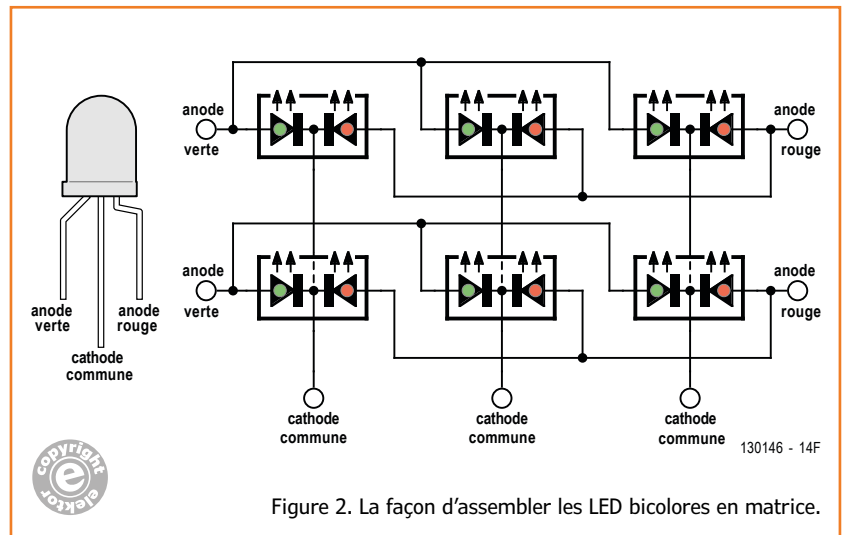 anode
verte
anode
rouge
anode
verte
anode
rouge
anode
verte
anode
rouge
cathode
commune
cathode
commune
cathode
commune
cathode
commune
130146 - 14F
copyright
e
elektor
Figure 2. La façon d'assembler les LED bicolores en matrice.